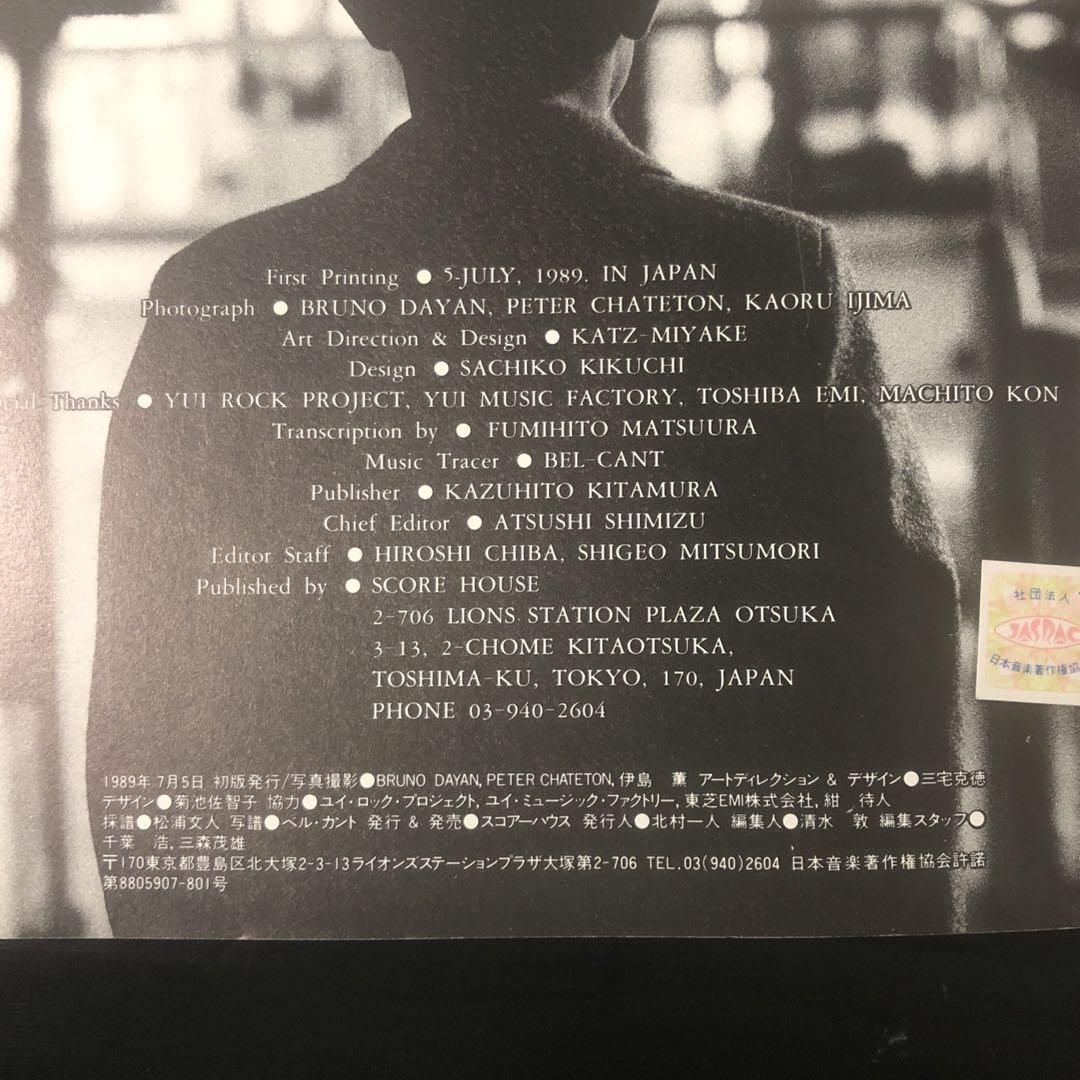 First Printing ● 5-JULY, 1989. IN JAPAN
Photograph ● BRUNO DAYAN, PETER CHATETON, KAORU IJIMA
Art Direction & Design ● KATZ-MIYAKE
Design ● SACHIKO KIKUCHI
Thanks ● YUI ROCK PROJECT, YUI MUSIC FACTORY, TOSHIBA EMI, MACHITO KON
Transcription by ● FUMIHITO MATSUURA
Music Tracer ● BEL-CANT
Publisher ● KAZUHITO KITAMURA
Chief Editor ● ATSUSHI SHIMIZU
Editor Staff ● HIROSHI CHIBA, SHIGEO MITSUMORI
Published by ● SCORE HOUSE
2-706 LIONS STATION PLAZA OTSUKA
3-13, 2-CHOME KITAOTSUKA,
TOSHIMA-KU, TOKYO, 170, JAPAN
PHONE 03-940-2604
社団法人
JASRAC
日本音楽著作権協
1989年7月5日 初版発行/写真撮影●BRUNO DAYAN, PETER CHATETON, 伊島 薫 アートディレクション & デザイン●三宅克徳
デザイン●菊池佐智子 協力●ユイ・ロック・プロジェクト, ユイ・ミュージック・ファクトリー, 東芝EMI株式会社, 紺 待人
採譜●松浦文人 写譜●ベル・カント 発行 & 発売●スコアーハウス 発行人●北村一人 編集人●清水 敦 編集スタッフ●
千葉 浩, 三森茂雄
〒170東京都豊島区北大塚2-3-13ライオンズステーションプラザ大塚第2-706 TEL.03(940)2604 日本音楽著作権協会許諾
第8805907-801号